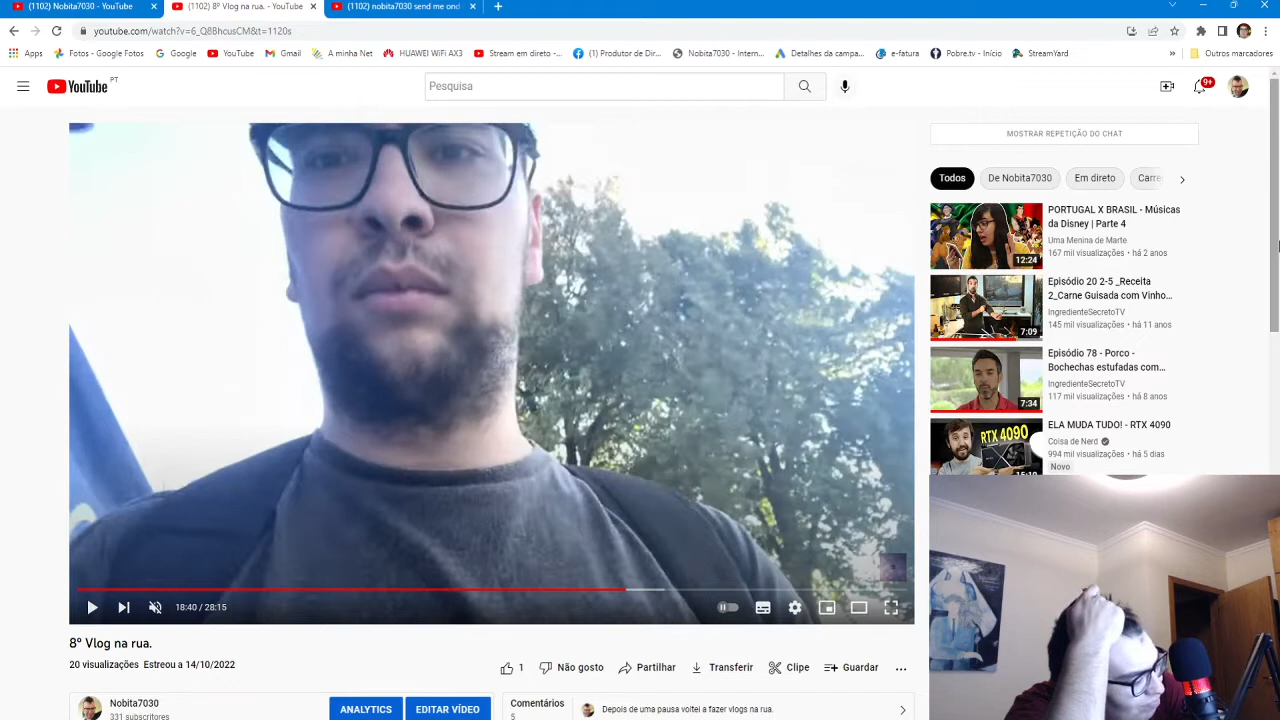 (1102) Nobita7030 - YouTube
(1102) 8º Vlog na rua. - YouTube
(1102) nobita7030 send me ond
youtube.com/watch?v=6_Q8BhcusCM&t=1120s
Apps
Fotos - Google Fotos
Google
YouTube
Gmail
A minha Net
HUAWEI WiFi AX3
Stream em direto -...
(1) Produtor de Dir...
Nobita7030 - Intern...
Detalhes da campa...
e-fatura
Pobre.tv - Início
StreamYard
»
Outros marcadores
YouTube PT
Pesquisa
9+
MOSTRAR REPETIÇÃO DO CHAT
Todos
De Nobita7030
Em direto
Carre
PORTUGAL X BRASIL - Músicas
da Disney | Parte 4
Uma Menina de Marte
167 mil visualizações • há 2 anos
12:24
Episódio 20 2-5 _Receita
2_Carne Guisada com Vinho...
IngredienteSecretoTV
145 mil visualizações • há 11 anos
7:09
Episódio 78 - Porco -
Bochechas estufadas com...
IngredienteSecretoTV
117 mil visualizações • há 8 anos
7:34
RTX 4090
ELA MUDA TUDO! - RTX 4090
Coisa de Nerd
994 mil visualizações • há 5 dias
Novo
18:40 / 28:15
8º Vlog na rua.
20 visualizações Estreou a 14/10/2022
1
Não gosto
Partilhar
Transferir
Clipe
Guardar
Nobita7030
331 subscritores
ANALYTICS
EDITAR VÍDEO
Comentários
5
Depois de uma pausa voltei a fazer vlogs na rua.